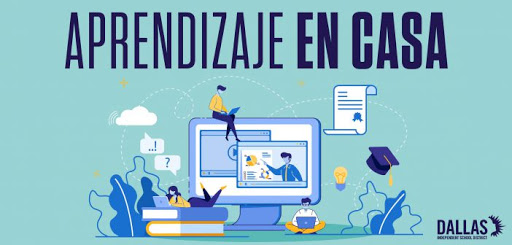 APRENDIZAJE EN CASA
..!
?
DALLAS
INDEPENDENT SCHOOL DISTRICT